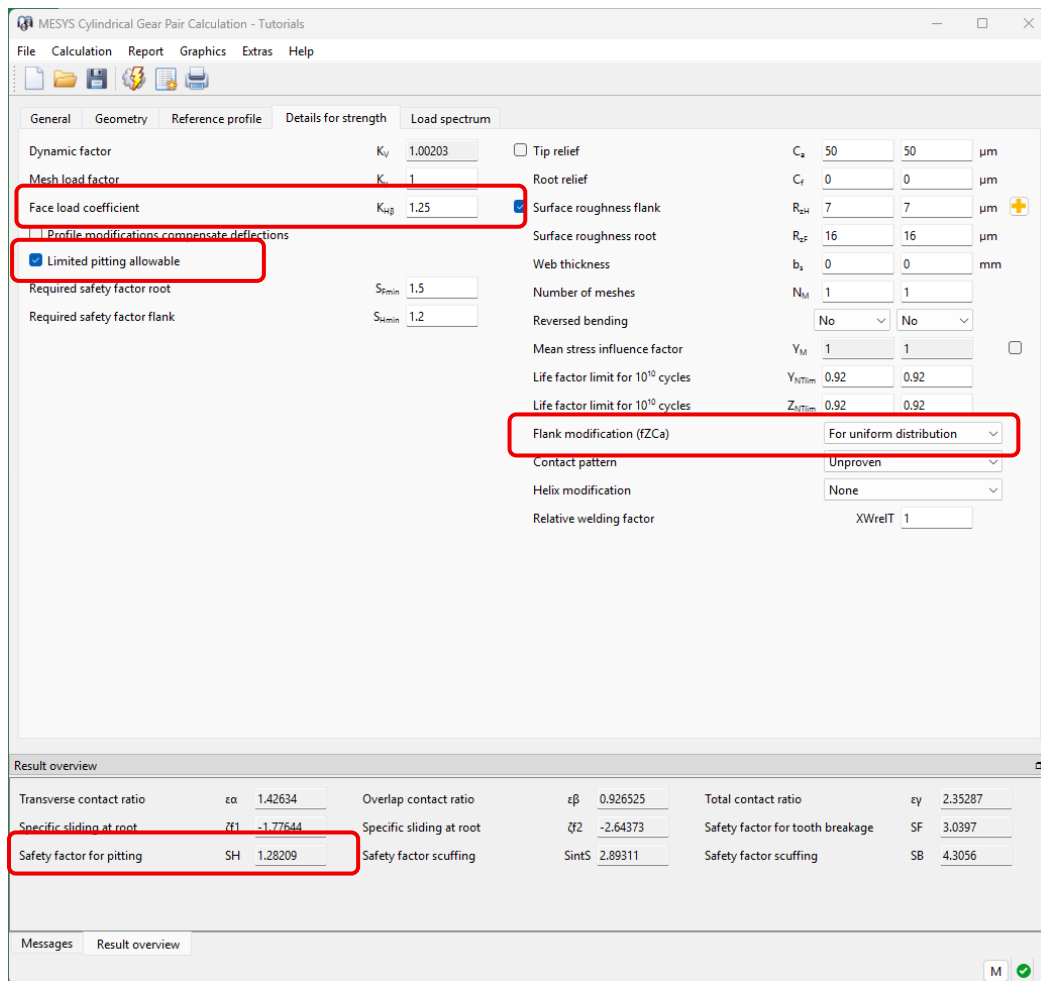 MESYS Cylindrical Gear Pair Calculation - Tutorials
File Calculation Report Graphics Extras Help
General Geometry Reference profile Details for strength Load spectrum
Dynamic factor KV 1.00203
Mesh load factor Kγ 1
Face load coefficient KHβ 1.25
Profile modifications compensate deflections
Limited pitting allowable
Required safety factor root SFmin 1.5
Required safety factor flank SHmin 1.2
Tip relief Ca 50 50 μm
Root relief Cf 0 0 μm
Surface roughness flank RzH 7 7 μm
Surface roughness root RzF 16 16 μm
Web thickness bs 0 0 mm
Number of meshes NM 1 1
Reversed bending No No
Mean stress influence factor YM 1 1
Life factor limit for 10¹⁰ cycles YNTlim 0.92 0.92
Life factor limit for 10¹⁰ cycles ZNTlim 0.92 0.92
Flank modification (fZCa) For uniform distribution
Contact pattern Unproven
Helix modification None
Relative welding factor XWrelT 1
Result overview
Transverse contact ratio εα 1.42634 Overlap contact ratio εβ 0.926525 Total contact ratio εγ 2.35287
Specific sliding at root ζf1 -1.77644 Specific sliding at root ζf2 -2.64373 Safety factor for tooth breakage SF 3.0397
Safety factor for pitting SH 1.28209 Safety factor scuffing SintS 2.89311 Safety factor scuffing SB 4.3056
Messages Result overview
M